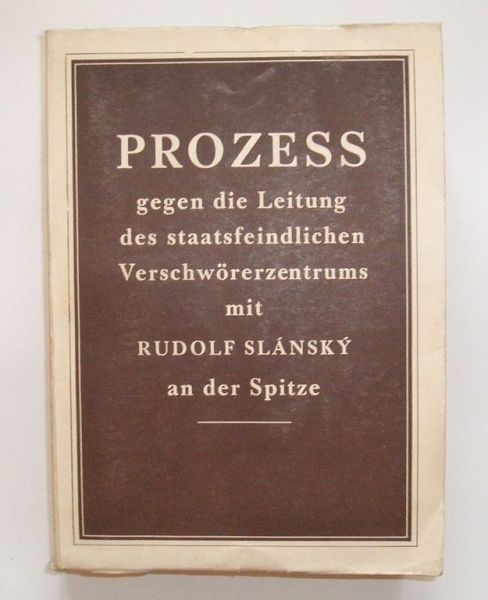 PROZESS
gegen die Leitung
des staatsfeindlichen
Verschwörerzentrums
mit
RUDOLF SLÁNSKÝ
an der Spitze